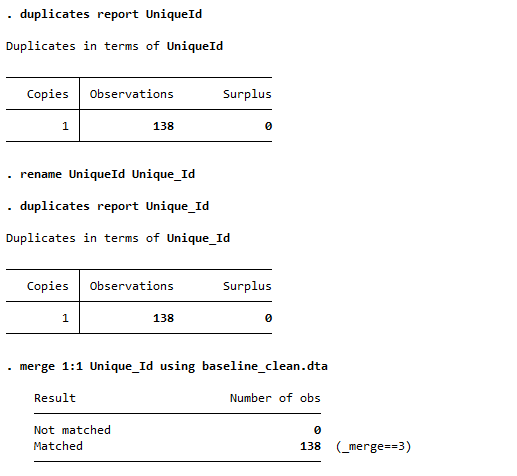 . duplicates report UniqueId
Duplicates in terms of UniqueId
Copies Observations Surplus
1 138 0
. rename UniqueId Unique_Id
. duplicates report Unique_Id
Duplicates in terms of Unique_Id
Copies Observations Surplus
1 138 0
. merge 1:1 Unique_Id using baseline_clean.dta
Result Number of obs
Not matched 0
Matched 138 (_merge==3)